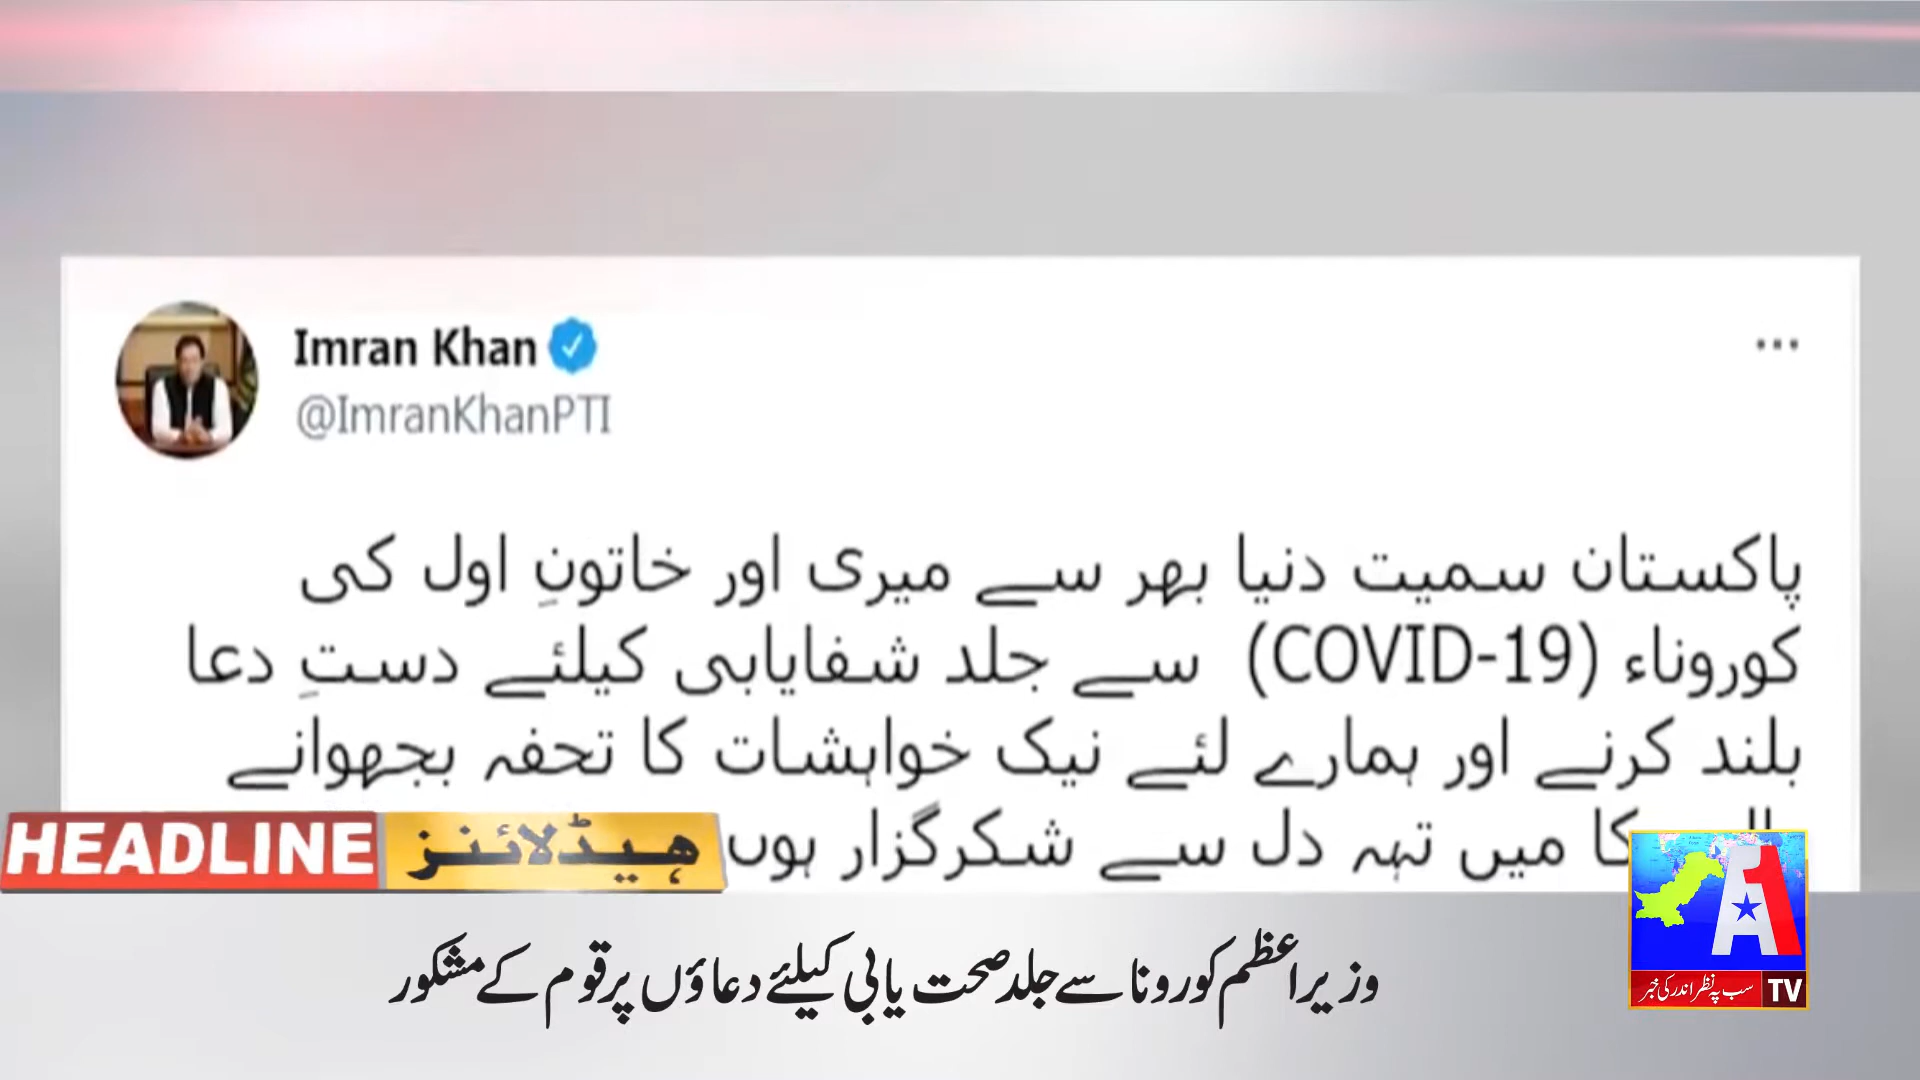 Imran Khan
@ImranKhanPTI
پاکستان سمیت دنیا بھر سے میری اور خاتونِ اول کی
کوروناء (COVID-19) سے جلد شفایابی کیلئے دستِ دعا
بلند کرنے اور ہمارے لئے نیک خواہشات کا تحفہ بجھوانے
کا میں تہہ دل سے شکرگزار ہوں
HEADLINE ہیڈلائنز
وزیراعظم کورونا سے جلد صحت یابی کیلئے دعاؤں پر قوم کے مشکور
A1
سب پہ نظر اندر کی خبر TV